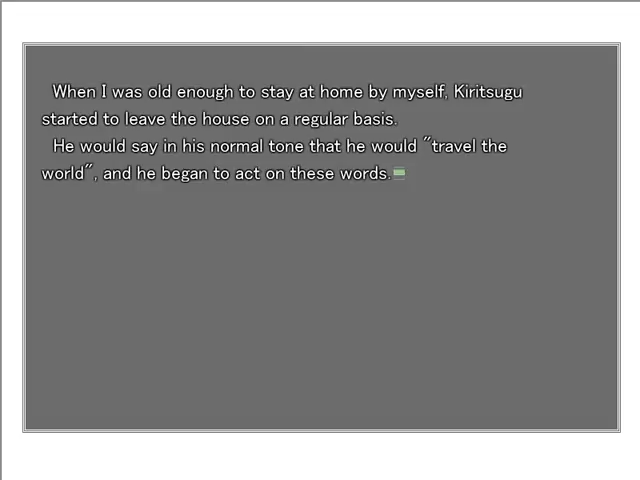 When I was old enough to stay at home by myself, Kiritsugu
started to leave the house on a regular basis.
He would say in his normal tone that he would "travel the
world", and he began to act on these words.